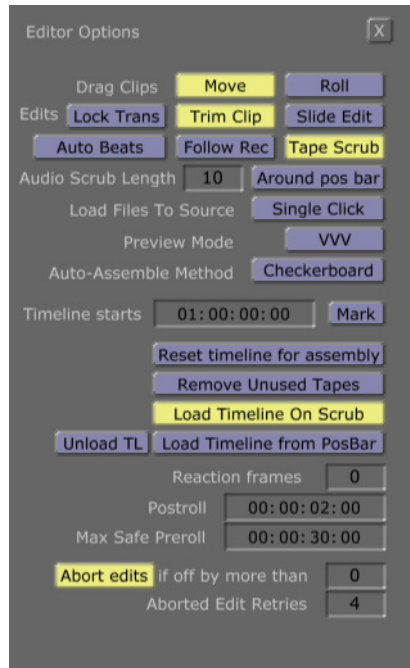 Editor Options X
Drag Clips Move Roll
Edits Lock Trans Trim Clip Slide Edit
Auto Beats Follow Rec Tape Scrub
Audio Scrub Length 10 Around pos bar
Load Files To Source Single Click
Preview Mode VVV
Auto-Assemble Method Checkerboard
Timeline starts 01:00:00:00 Mark
Reset timeline for assembly
Remove Unused Tapes
Load Timeline On Scrub
Unload TL Load Timeline from PosBar
Reaction frames 0
Postroll 00:00:02:00
Max Safe Preroll 00:00:30:00
Abort edits if off by more than 0
Aborted Edit Retries 4